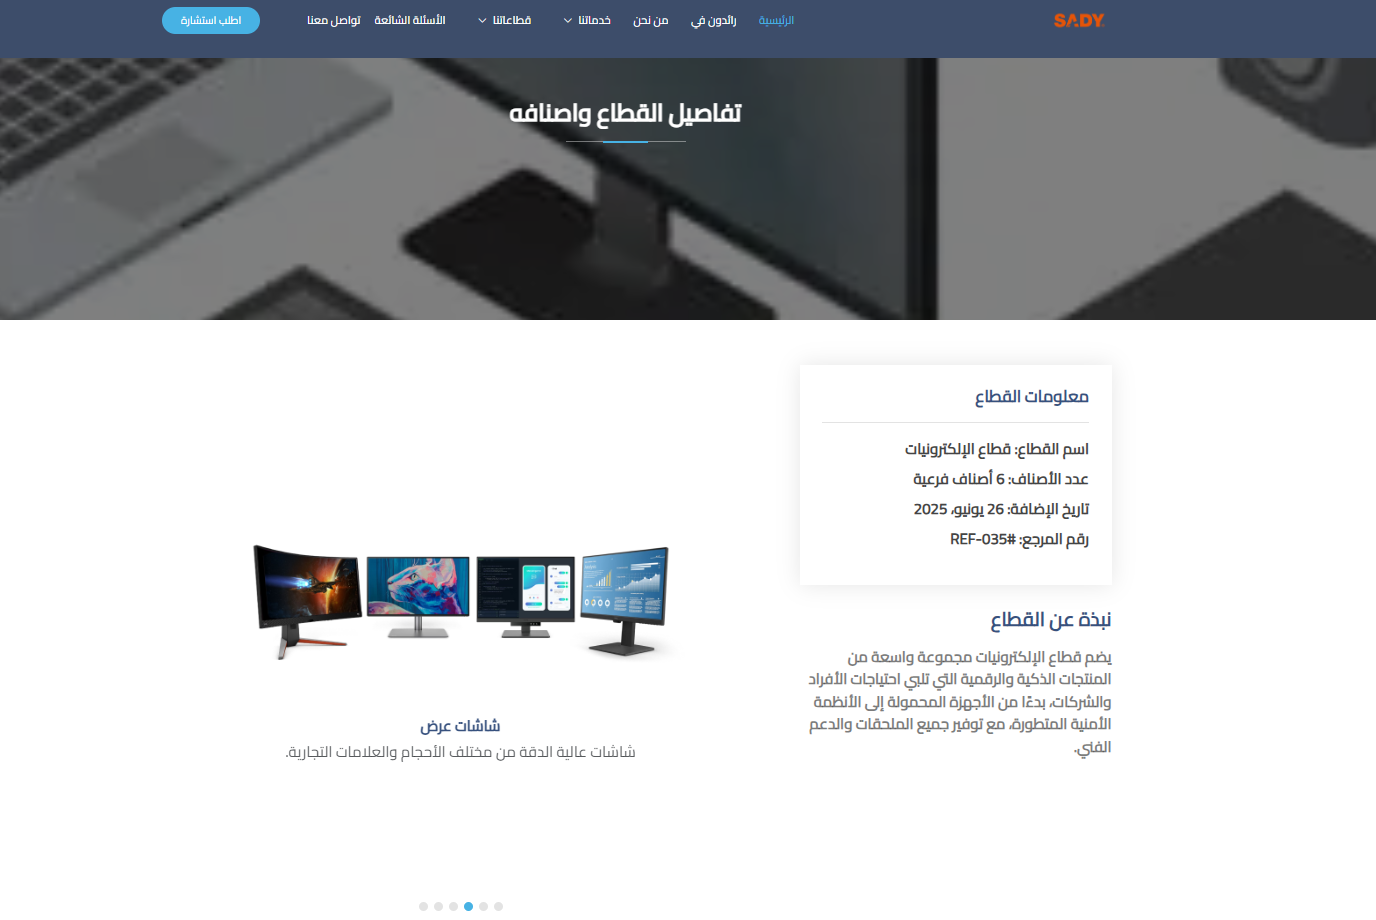 SADY
الرئيسية
رائدون في
من نحن
خدماتنا
قطاعاتنا
الأسئلة الشائعة
تواصل معنا
اطلب استشارة
تفاصيل القطاع واصنافه
معلومات القطاع
اسم القطاع: قطاع الإلكترونيات
عدد الأصناف: 6 أصناف فرعية
تاريخ الإضافة: 26 يونيو، 2025
رقم المرجع: #REF-035
نبذة عن القطاع
يضم قطاع الإلكترونيات مجموعة واسعة من
المنتجات الذكية والرقمية التي تلبي احتياجات الأفراد
والشركات، بدءًا من الأجهزة المحمولة إلى الأنظمة
الأمنية المتطورة، مع توفير جميع الملحقات والدعم
الفني.
شاشات عرض
شاشات عالية الدقة من مختلف الأحجام والعلامات التجارية.